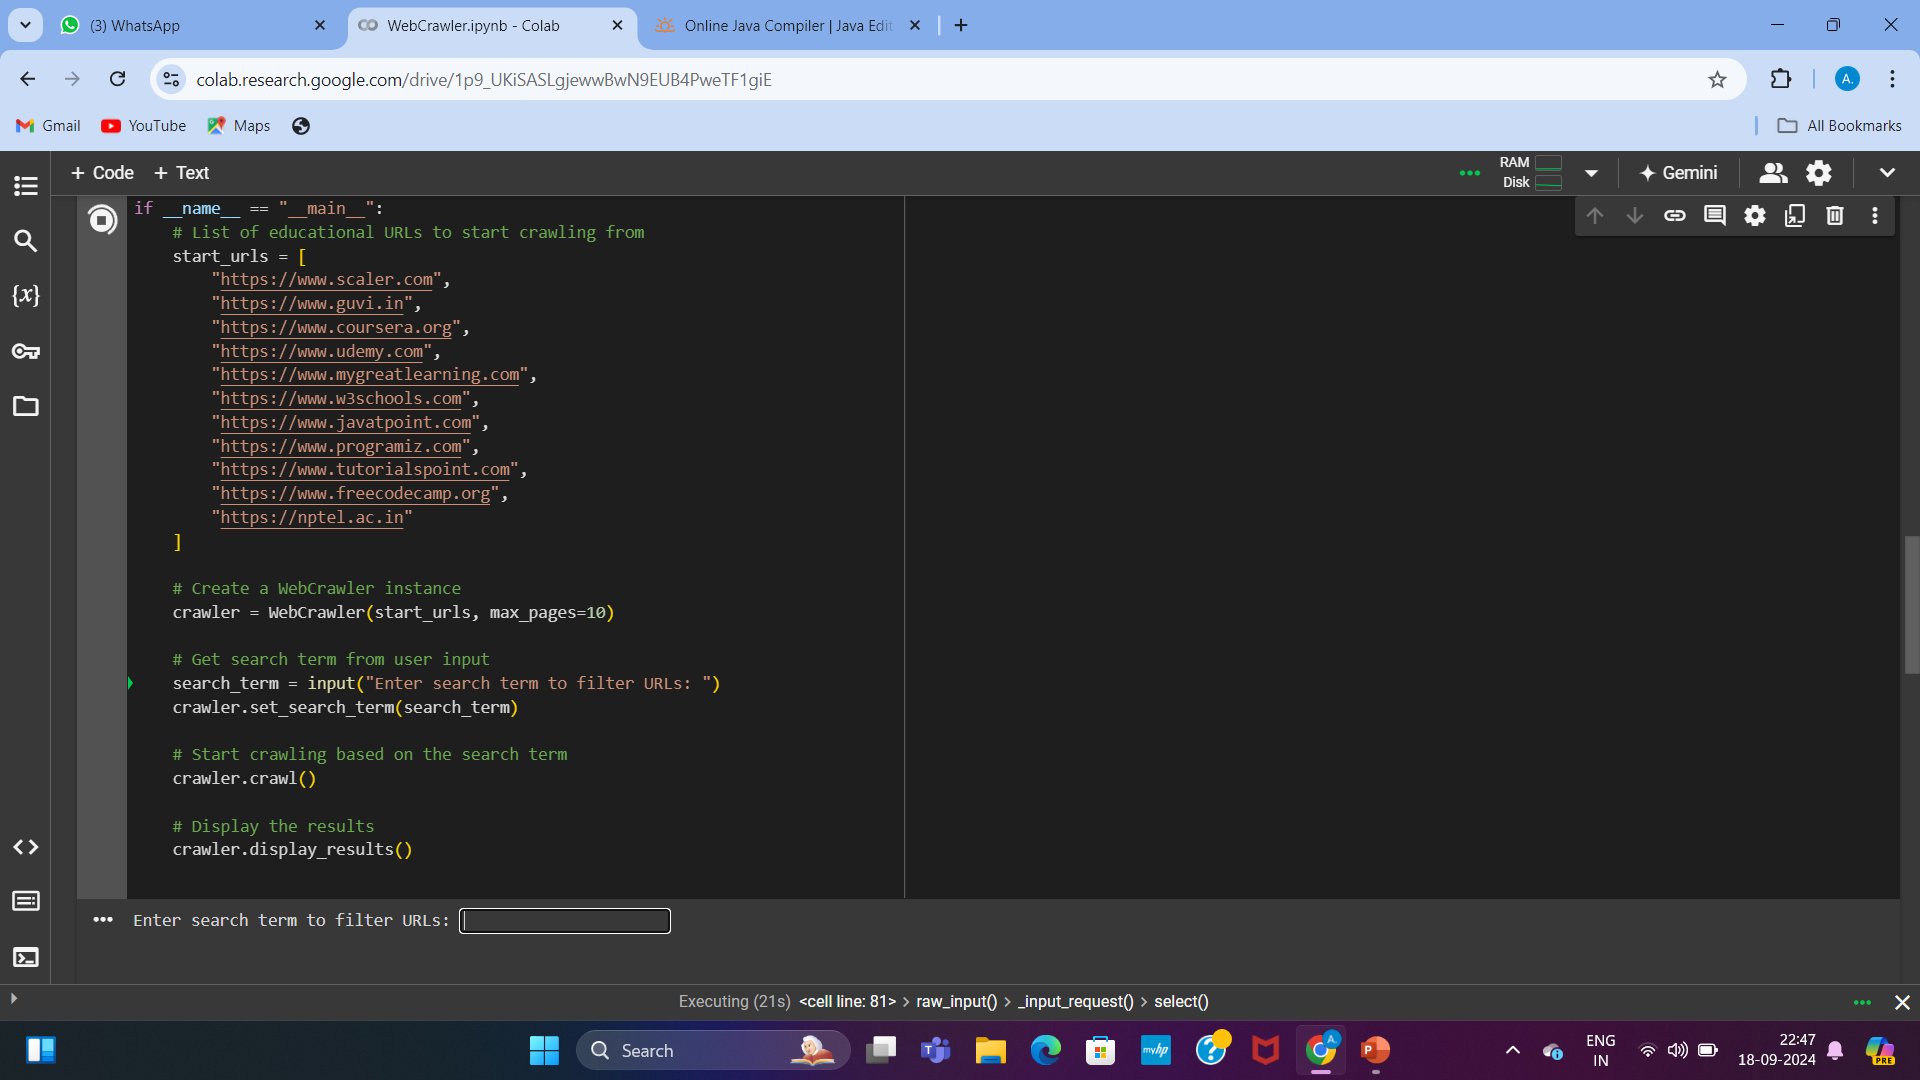 (3) WhatsApp
WebCrawler.ipynb - Colab
Online Java Compiler | Java Edit
colab.research.google.com/drive/1p9_UKiSASLgjewwBwN9EUB4PweTF1giE
A.
Gmail
YouTube
Maps
All Bookmarks
+ Code + Text
RAM
Disk
Gemini
if __name__ == "__main__":
# List of educational URLs to start crawling from
start_urls = [
"https://www.scaler.com",
"https://www.guvi.in",
"https://www.coursera.org",
"https://www.udemy.com",
"https://www.mygreatlearning.com",
"https://www.w3schools.com",
"https://www.javatpoint.com",
"https://www.programiz.com",
"https://www.tutorialspoint.com",
"https://www.freecodecamp.org",
"https://nptel.ac.in"
]
# Create a WebCrawler instance
crawler = WebCrawler(start_urls, max_pages=10)
# Get search term from user input
search_term = input("Enter search term to filter URLs: ")
crawler.set_search_term(search_term)
# Start crawling based on the search term
crawler.crawl()
# Display the results
crawler.display_results()
Enter search term to filter URLs:
Executing (21s) <cell line: 81> > raw_input() > _input_request() > select()
Search
myhp
ENG
IN
22:47
18-09-2024
PRE